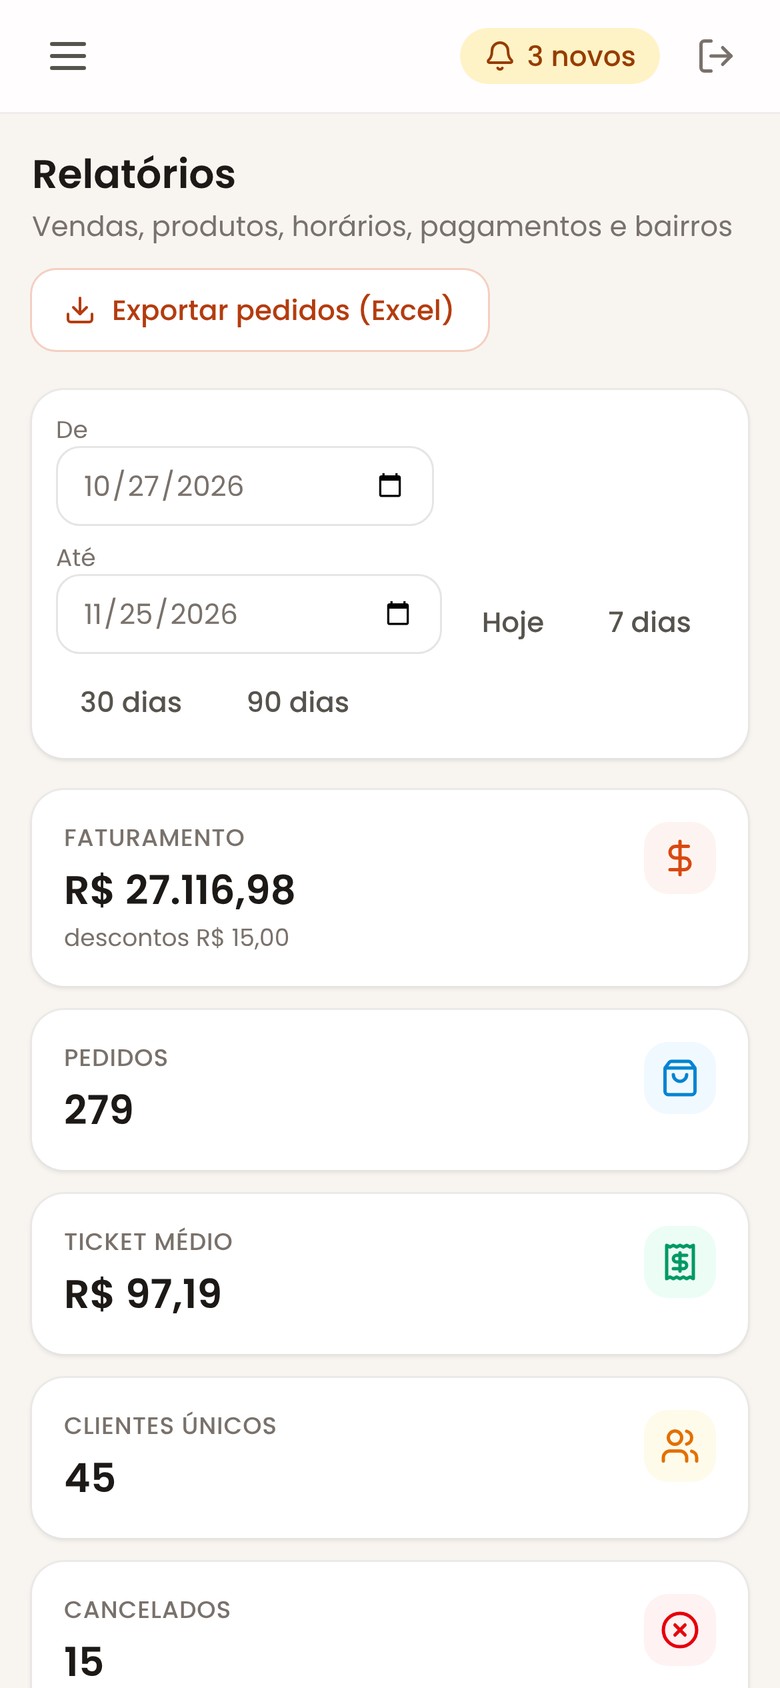 3 novos
Relatórios
Vendas, produtos, horários, pagamentos e bairros
Exportar pedidos (Excel)
De
10/27/2026
Até
11/25/2026
Hoje
7 dias
30 dias
90 dias
FATURAMENTO
R$ 27.116,98
descontos R$ 15,00
PEDIDOS
279
TICKET MÉDIO
R$ 97,19
CLIENTES ÚNICOS
45
CANCELADOS
15